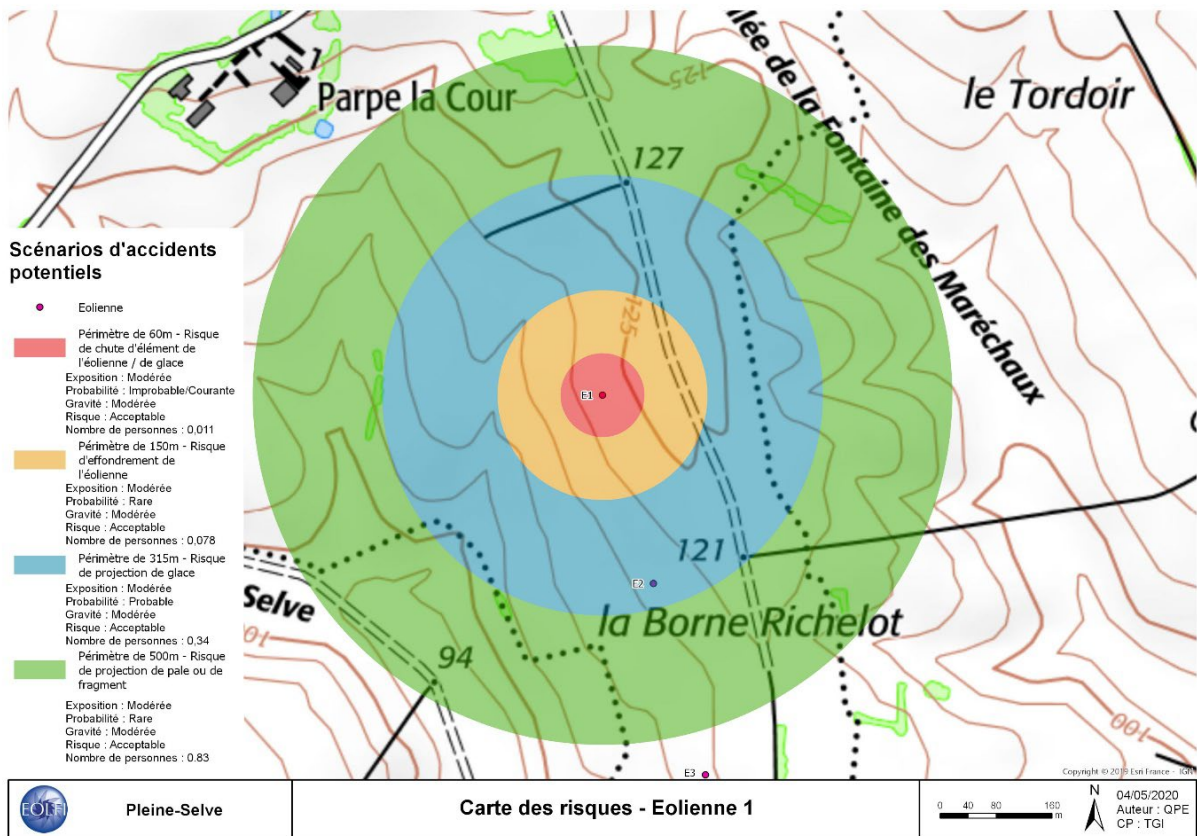 Parpe la Cour
Vallée de la Fontaine des Maréchaux
le Tordoir
125
127
125
E1
121
E2
la Borne Richelot
Selve
100
94
100
E3
Scénarios d'accidents
potentiels
Eolienne
Périmètre de 60m - Risque
de chute d'élément de
l'éolienne / de glace
Exposition : Modérée
Probabilité : Improbable/Courante
Gravité : Modérée
Risque : Acceptable
Nombre de personnes : 0,011
Périmètre de 150m - Risque
d'effondrement de
l'éolienne
Exposition : Modérée
Probabilité : Rare
Gravité : Modérée
Risque : Acceptable
Nombre de personnes : 0,078
Périmètre de 315m - Risque
de projection de glace
Exposition : Modérée
Probabilité : Probable
Gravité : Modérée
Risque : Acceptable
Nombre de personnes : 0,34
Périmètre de 500m - Risque
de projection de pale ou de
fragment
Exposition : Modérée
Probabilité : Rare
Gravité : Modérée
Risque : Acceptable
Nombre de personnes : 0.83
Copyright © 2019 Esri France - IGN
EOLFI
Pleine-Selve
Carte des risques - Eolienne 1
0 40 80 160
m
N
04/05/2020
Auteur : QPE
CP : TGI